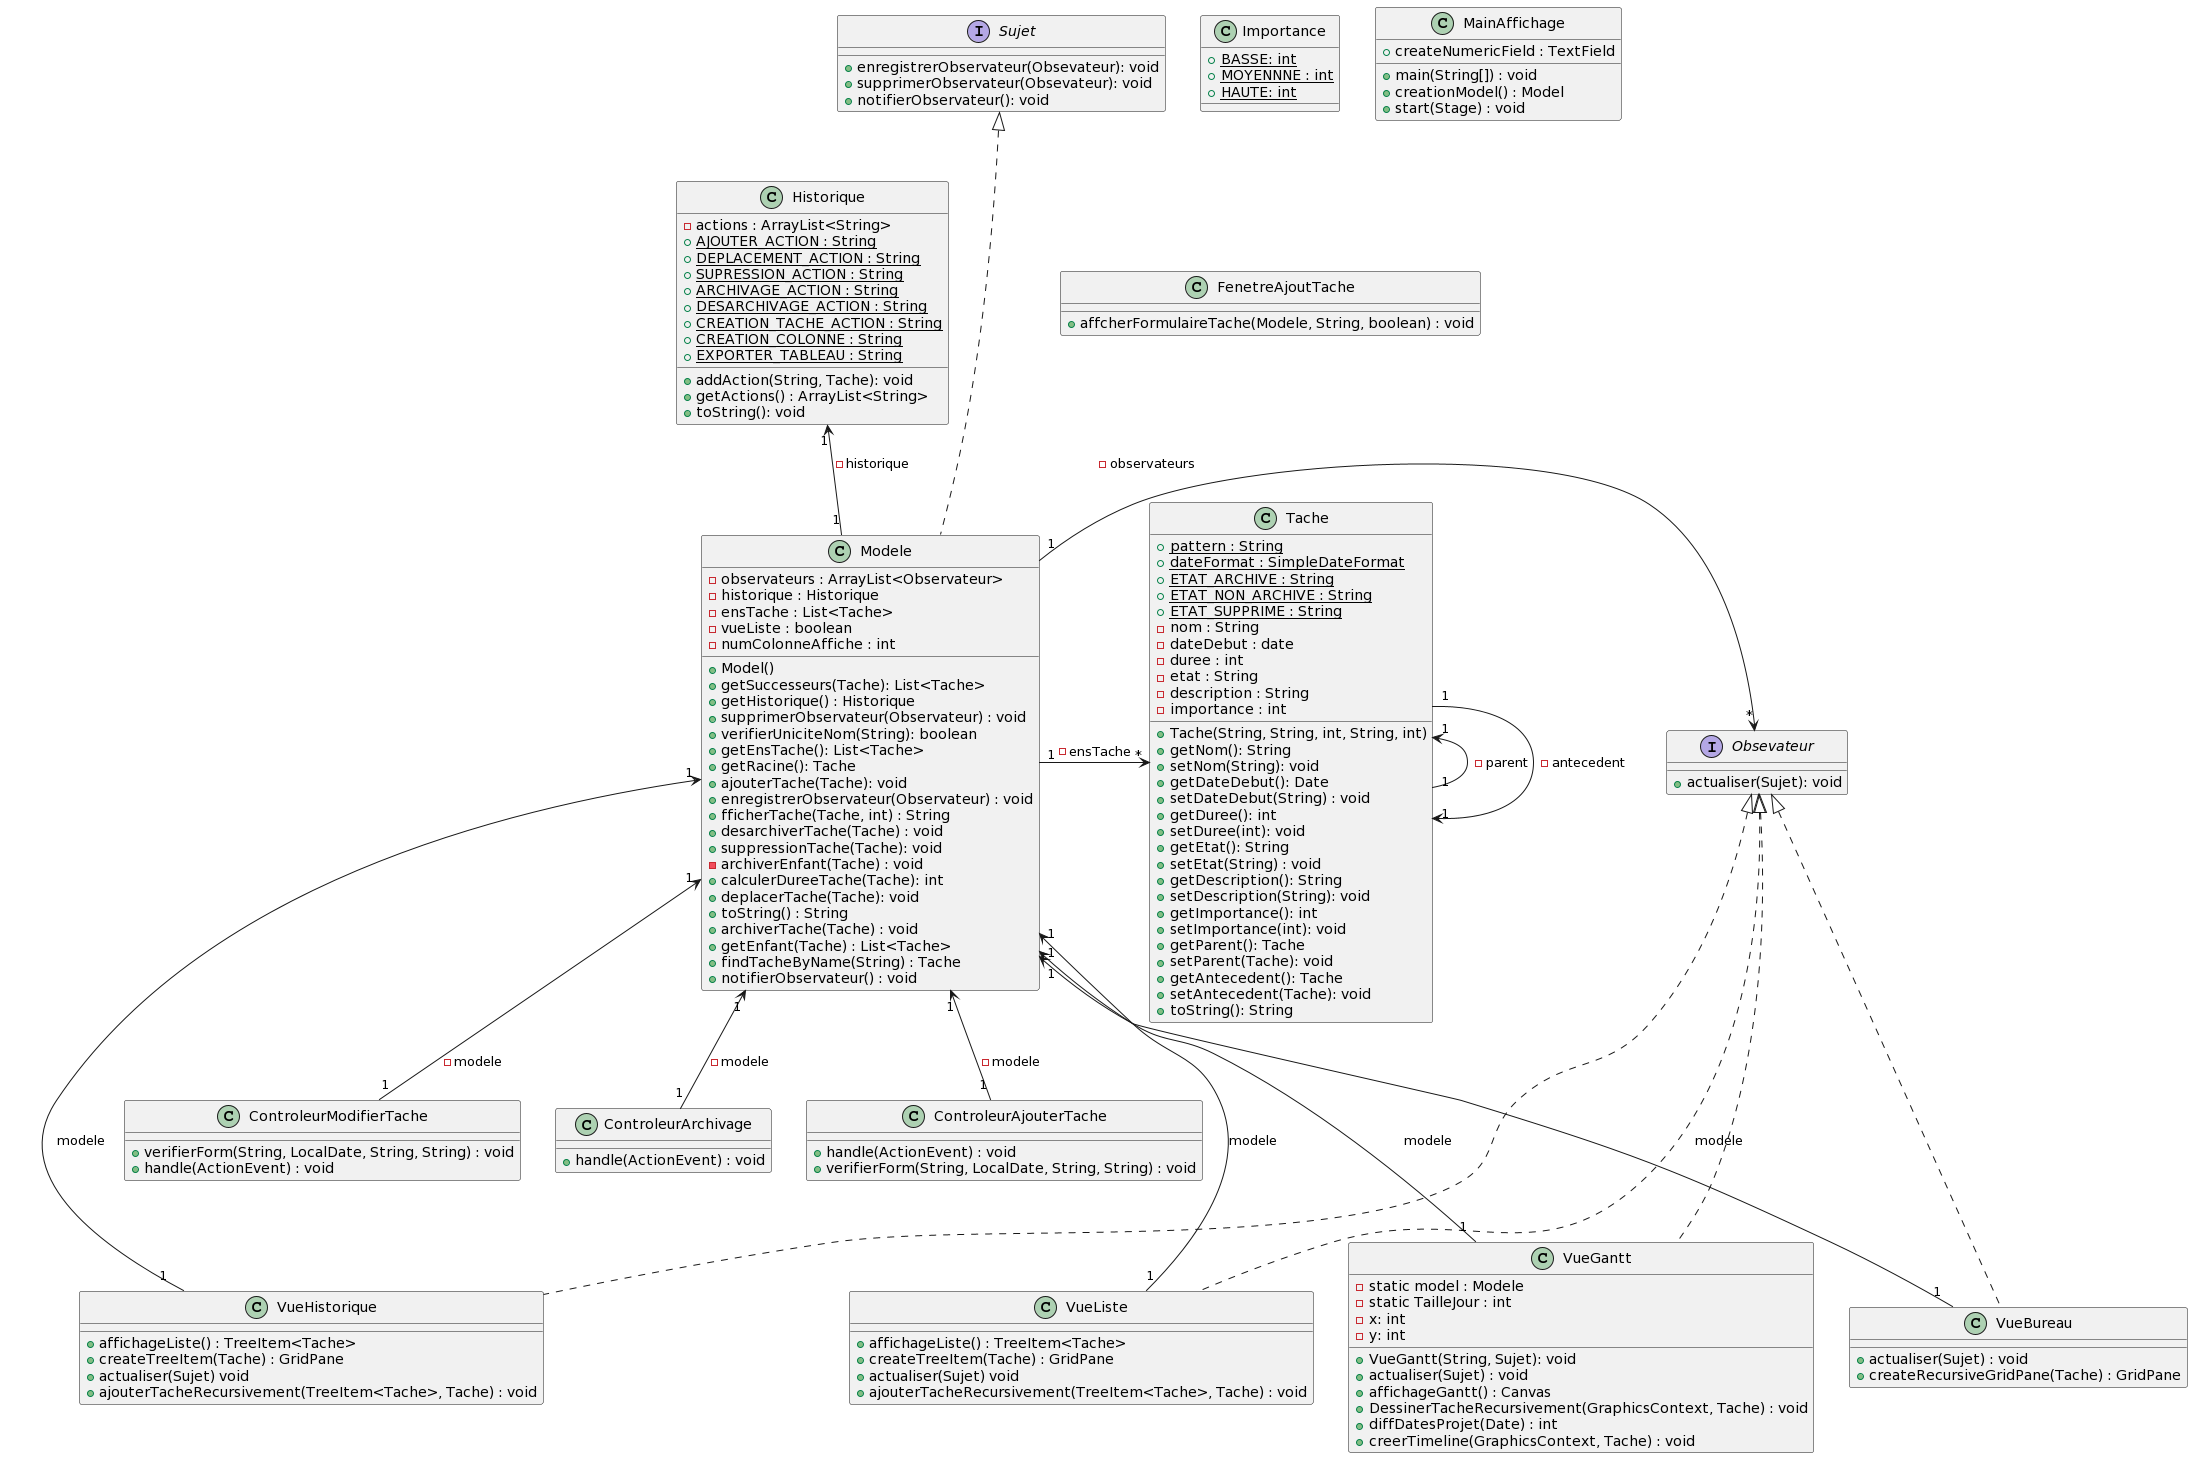 Sujet
enregistrerObservateur(Obsevateur): void
supprimerObservateur(Obsevateur): void
notifierObservateur(): void
Importance
BASSE: int
MOYENNNE : int
HAUTE: int
MainAffichage
createNumericField : TextField
main(String[]) : void
creationModel() : Model
start(Stage) : void
Historique
actions : ArrayList<String>
AJOUTER_ACTION : String
DEPLACEMENT_ACTION : String
SUPRESSION_ACTION : String
ARCHIVAGE_ACTION : String
DESARCHIVAGE_ACTION : String
CREATION_TACHE_ACTION : String
CREATION_COLONNE : String
EXPORTER_TABLEAU : String
addAction(String, Tache): void
getActions() : ArrayList<String>
toString(): void
FenetreAjoutTache
affcherFormulaireTache(Modele, String, boolean) : void
1
historique
1
observateurs
1
*
Modele
observateurs : ArrayList<Observateur>
historique : Historique
ensTache : List<Tache>
vueListe : boolean
numColonneAffiche : int
Model()
getSuccesseurs(Tache): List<Tache>
getHistorique() : Historique
supprimerObservateur(Observateur) : void
verifierUniciteNom(String): boolean
getEnsTache(): List<Tache>
getRacine(): Tache
ajouterTache(Tache): void
enregistrerObservateur(Observateur) : void
fficherTache(Tache, int) : String
desarchiverTache(Tache) : void
suppressionTache(Tache): void
archiverEnfant(Tache) : void
calculerDureeTache(Tache): int
deplacerTache(Tache): void
toString() : String
archiverTache(Tache) : void
getEnfant(Tache) : List<Tache>
findTacheByName(String) : Tache
notifierObservateur() : void
1
ensTache
*
Tache
pattern : String
dateFormat : SimpleDateFormat
ETAT_ARCHIVE : String
ETAT_NON_ARCHIVE : String
ETAT_SUPPRIME : String
nom : String
dateDebut : date
duree : int
etat : String
description : String
importance : int
Tache(String, String, int, String, int)
getNom(): String
setNom(String): void
getDateDebut(): Date
setDateDebut(String) : void
getDuree(): int
setDuree(int): void
getEtat(): String
setEtat(String) : void
getDescription(): String
setDescription(String): void
getImportance(): int
setImportance(int): void
getParent(): Tache
setParent(Tache): void
getAntecedent(): Tache
setAntecedent(Tache): void
toString(): String
1
1
parent
antecedent
1
1
Obsevateur
actualiser(Sujet): void
1
1
1
1
1
1
1
modele
modele
modele
1
1
1
ControleurModifierTache
verifierForm(String, LocalDate, String, String) : void
handle(ActionEvent) : void
ControleurArchivage
handle(ActionEvent) : void
ControleurAjouterTache
handle(ActionEvent) : void
verifierForm(String, LocalDate, String, String) : void
modele
modele
modele
modele
1
1
1
1
VueHistorique
affichageListe() : TreeItem<Tache>
createTreeItem(Tache) : GridPane
actualiser(Sujet) void
ajouterTacheRecursivement(TreeItem<Tache>, Tache) : void
VueListe
affichageListe() : TreeItem<Tache>
createTreeItem(Tache) : GridPane
actualiser(Sujet) void
ajouterTacheRecursivement(TreeItem<Tache>, Tache) : void
VueGantt
static model : Modele
static TailleJour : int
x: int
y: int
VueGantt(String, Sujet): void
actualiser(Sujet) : void
affichageGantt() : Canvas
DessinerTacheRecursivement(GraphicsContext, Tache) : void
diffDatesProjet(Date) : int
creerTimeline(GraphicsContext, Tache) : void
VueBureau
actualiser(Sujet) : void
createRecursiveGridPane(Tache) : GridPane